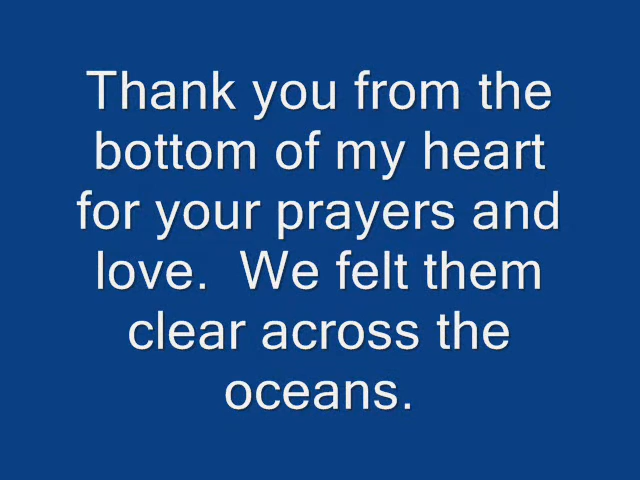 Thank you from the
bottom of my heart
for your prayers and
love.  We felt them
clear across the
oceans.